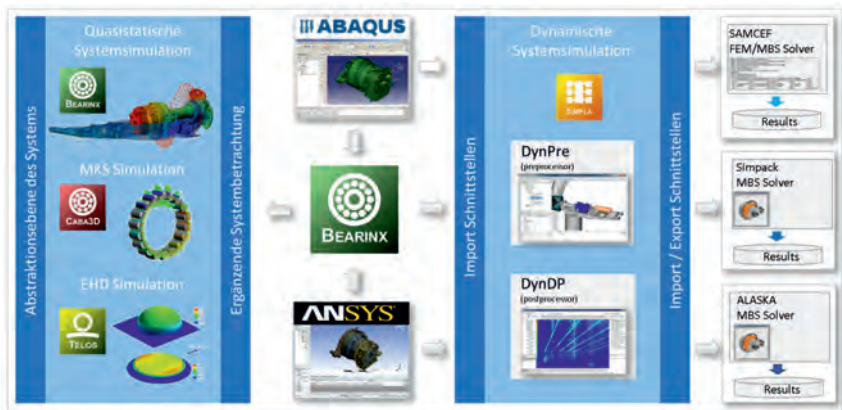 Abstraktionsebene des Systems
Quasistatische
Systemsimulation
BEARINX
MKS Simulation
CABA3D
EHD Simulation
TELOS
Ergänzende Systembetrachtung
ABAQUS
BEARINX
ANSYS
Import Schnittstellen
Dynamische
Systemsimulation
DynPre
(preprocessor)
DynDP
(postprocessor)
Import / Export Schnittstellen
SAMCEF
FEM/MBS Solver
Results
Simpack
MBS Solver
Results
ALASKA
MBS Solver
Results